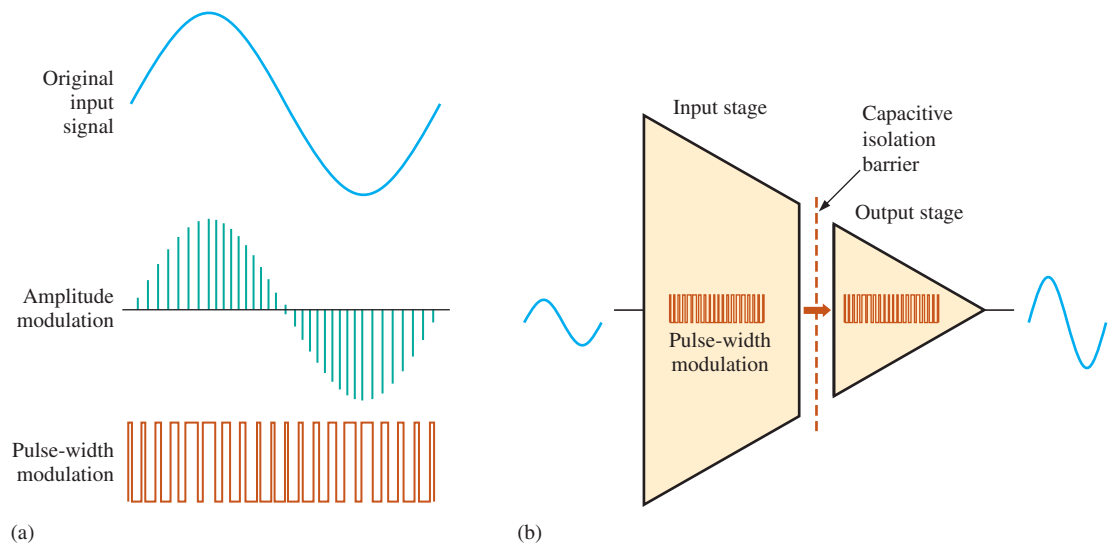 Original
input
signal
Amplitude
modulation
Pulse-width
modulation
(a)
Input stage
Capacitive
isolation
barrier
Output stage
Pulse-width
modulation
(b)